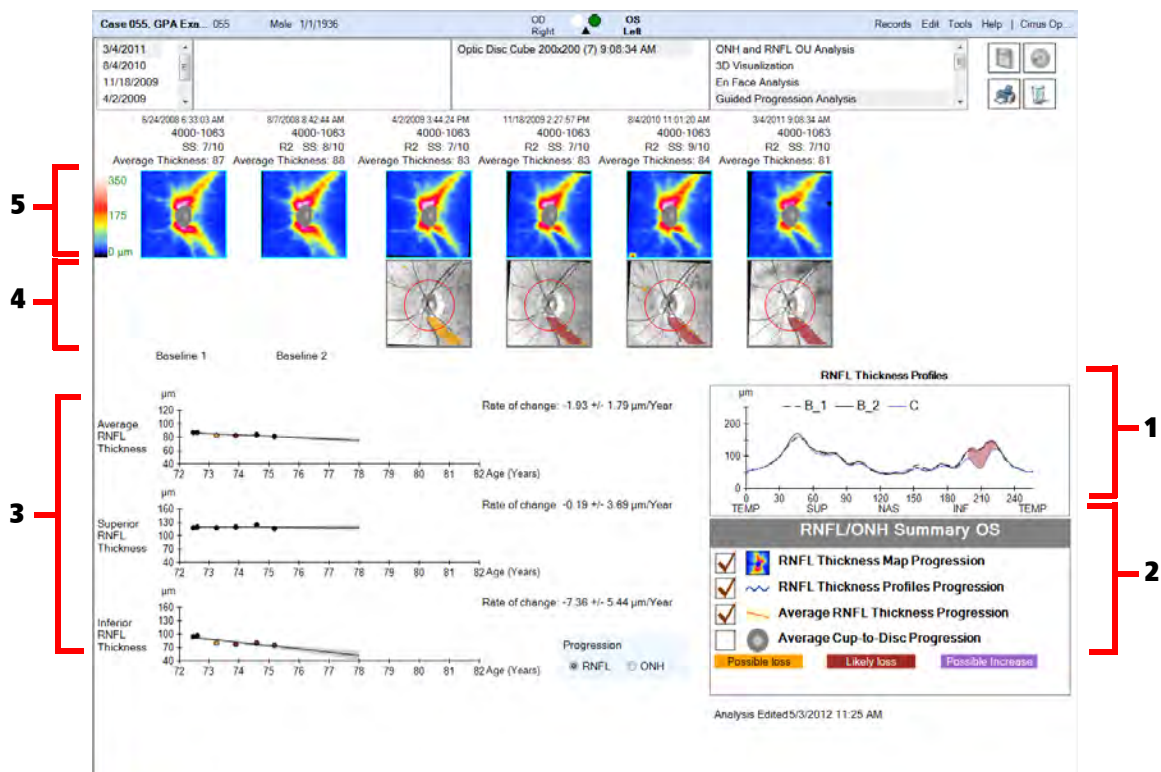 Case 055, GPA Exa... 055 Male 1/1/1936 OD Right OS Left Records Edit Tools Help | Cirrus Op...
3/4/2011
8/4/2010
11/18/2009
4/2/2009
Optic Disc Cube 200x200 (7) 9:08:34 AM
ONH and RNFL OU Analysis
3D Visualization
En Face Analysis
Guided Progression Analysis
6/24/2008 6:33:03 AM 8/7/2008 8:42:44 AM 4/2/2009 3:44:24 PM 11/18/2009 2:27:57 PM 8/4/2010 11:01:20 AM 3/4/2011 9:08:34 AM
4000-1063 4000-1063 4000-1063 4000-1063 4000-1063 4000-1063
SS: 7/10 R2 SS: 8/10 R2 SS: 7/10 R2 SS: 7/10 R2 SS: 9/10 R2 SS: 7/10
Average Thickness: 87 Average Thickness: 88 Average Thickness: 83 Average Thickness: 83 Average Thickness: 84 Average Thickness: 81
5
350
175
0 µm
4
Baseline 1 Baseline 2
3
µm
Average RNFL Thickness
120
100
80
60
40
72 73 74 75 76 77 78 79 80 81 82 Age (Years)
Rate of change: -1.93 +/- 1.79 µm/Year
µm
Superior RNFL Thickness
160
130
100
70
40
72 73 74 75 76 77 78 79 80 81 82 Age (Years)
Rate of change: -0.19 +/- 3.69 µm/Year
µm
Inferior RNFL Thickness
160
130
100
70
40
72 73 74 75 76 77 78 79 80 81 82 Age (Years)
Rate of change: -7.36 +/- 5.44 µm/Year
Progression
RNFL ONH
RNFL Thickness Profiles
µm
B_1 B_2 C
200
100
0
0 30 60 90 120 150 180 210 240
TEMP SUP NAS INF TEMP
1
RNFL/ONH Summary OS
RNFL Thickness Map Progression
RNFL Thickness Profiles Progression
Average RNFL Thickness Progression
Average Cup-to-Disc Progression
Possible loss Likely loss Possible Increase
2
Analysis Edited5/3/2012 11:25 AM